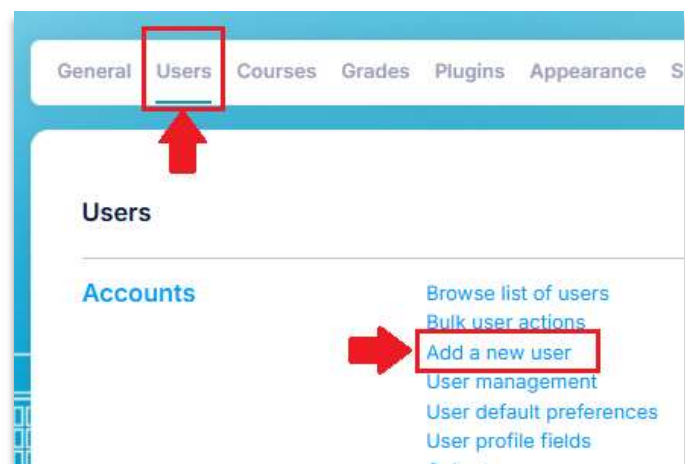 General Users Courses Grades Plugins Appearance S
Users
Accounts
Browse list of users
Bulk user actions
Add a new user
User management
User default preferences
User profile fields